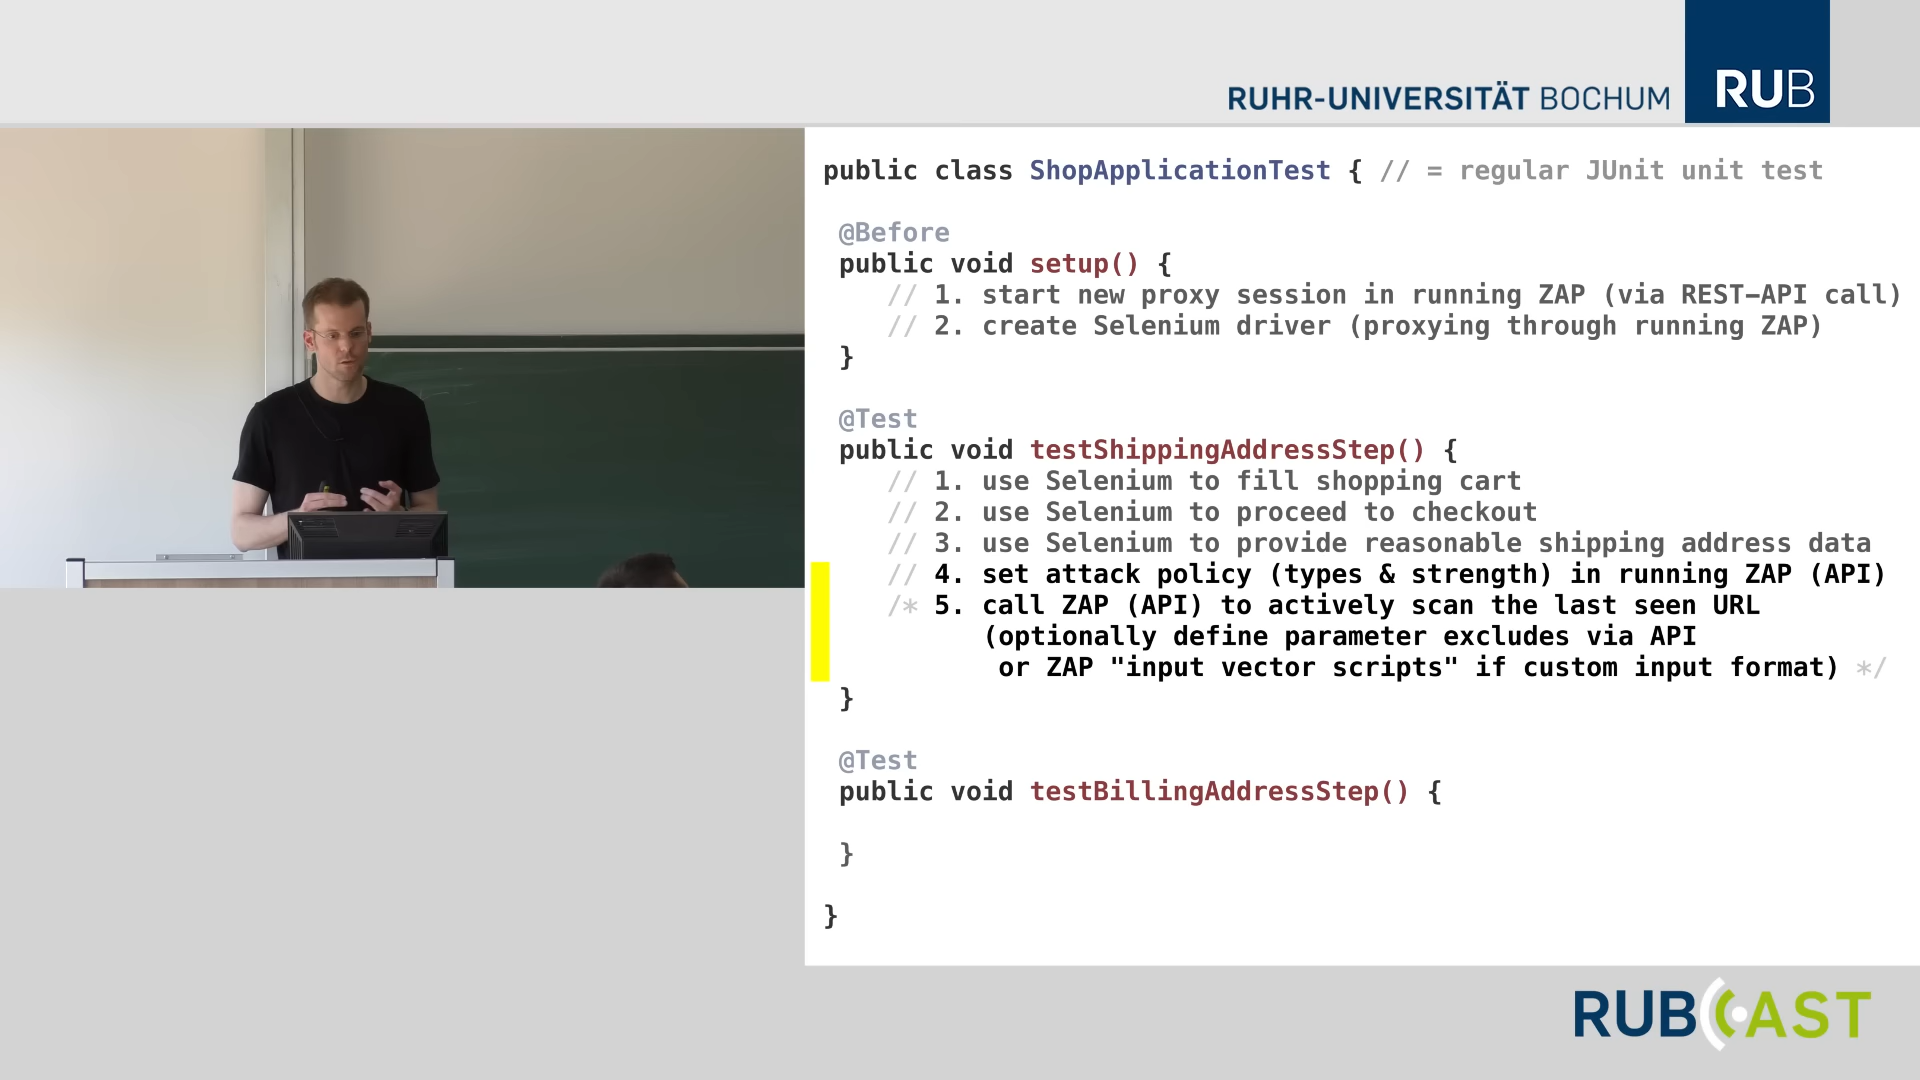 RUHR-UNIVERSITÄT BOCHUM
RUB
public class ShopApplicationTest { // = regular JUnit unit test
@Before
public void setup() {
// 1. start new proxy session in running ZAP (via REST-API call)
// 2. create Selenium driver (proxying through running ZAP)
}
@Test
public void testShippingAddressStep() {
// 1. use Selenium to fill shopping cart
// 2. use Selenium to proceed to checkout
// 3. use Selenium to provide reasonable shipping address data
// 4. set attack policy (types & strength) in running ZAP (API)
/* 5. call ZAP (API) to actively scan the last seen URL
(optionally define parameter excludes via API
or ZAP "input vector scripts" if custom input format) */
}
@Test
public void testBillingAddressStep() {
}
}
RUBCAST